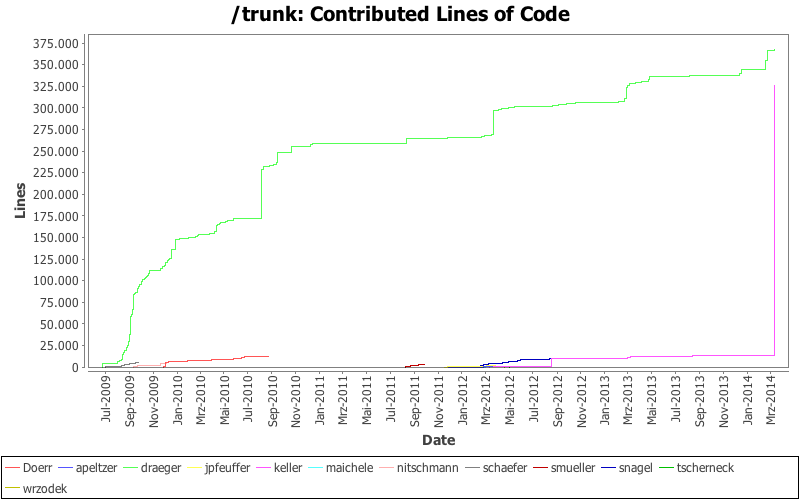 /trunk: Contributed Lines of Code
Lines
375.000
350.000
325.000
300.000
275.000
250.000
225.000
200.000
175.000
150.000
125.000
100.000
75.000
50.000
25.000
0
Jul-2009
Sep-2009
Nov-2009
Jan-2010
Mrz-2010
Mai-2010
Jul-2010
Sep-2010
Nov-2010
Jan-2011
Mrz-2011
Mai-2011
Jul-2011
Sep-2011
Nov-2011
Jan-2012
Mrz-2012
Mai-2012
Jul-2012
Sep-2012
Nov-2012
Jan-2013
Mrz-2013
Mai-2013
Jul-2013
Sep-2013
Nov-2013
Jan-2014
Mrz-2014
Date
Doerr apeltzer draeger jpfeuffer keller maichele nitschmann schaefer smueller snagel tscherneck
wrzodek